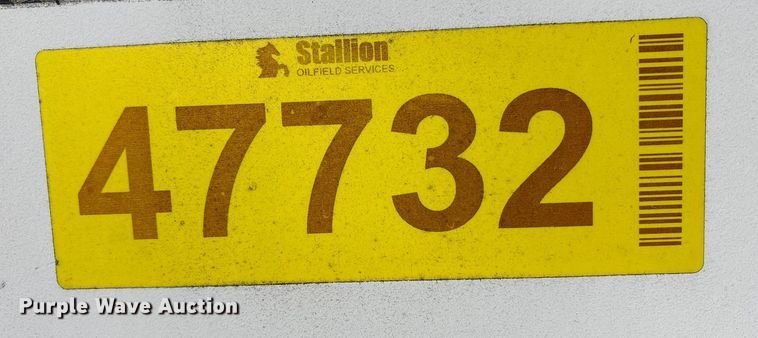 Stallion®
OILFIELD SERVICES
47732
Purple Wave Auction